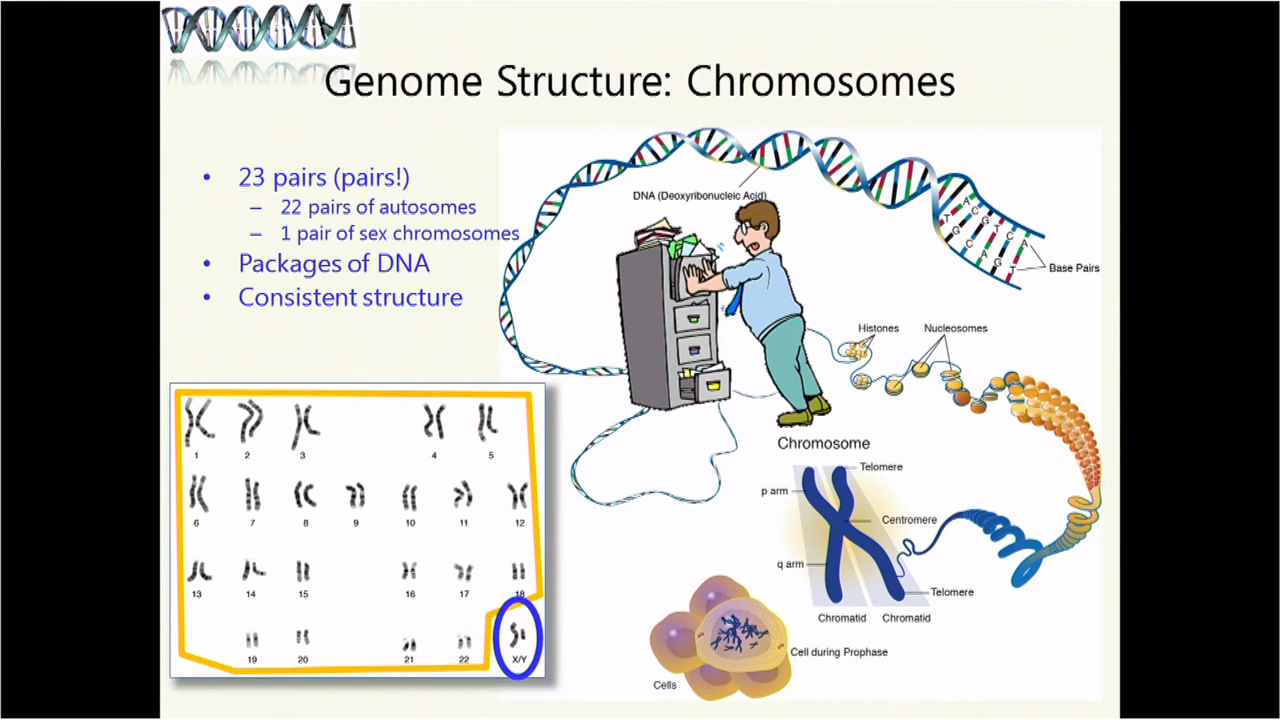 Genome Structure: Chromosomes
• 23 pairs (pairs!)
– 22 pairs of autosomes
– 1 pair of sex chromosomes
• Packages of DNA
• Consistent structure
DNA (Deoxyribonucleic Acid)
T A C G T C A
G C A G T
Base Pairs
Histones
Nucleosomes
Chromosome
Telomere
p arm
Centromere
q arm
Telomere
Chromatid Chromatid
Cell during Prophase
Cells
1 2 3 4 5
6 7 8 9 10 11 12
13 14 15 16 17 18
19 20 21 22 X/Y